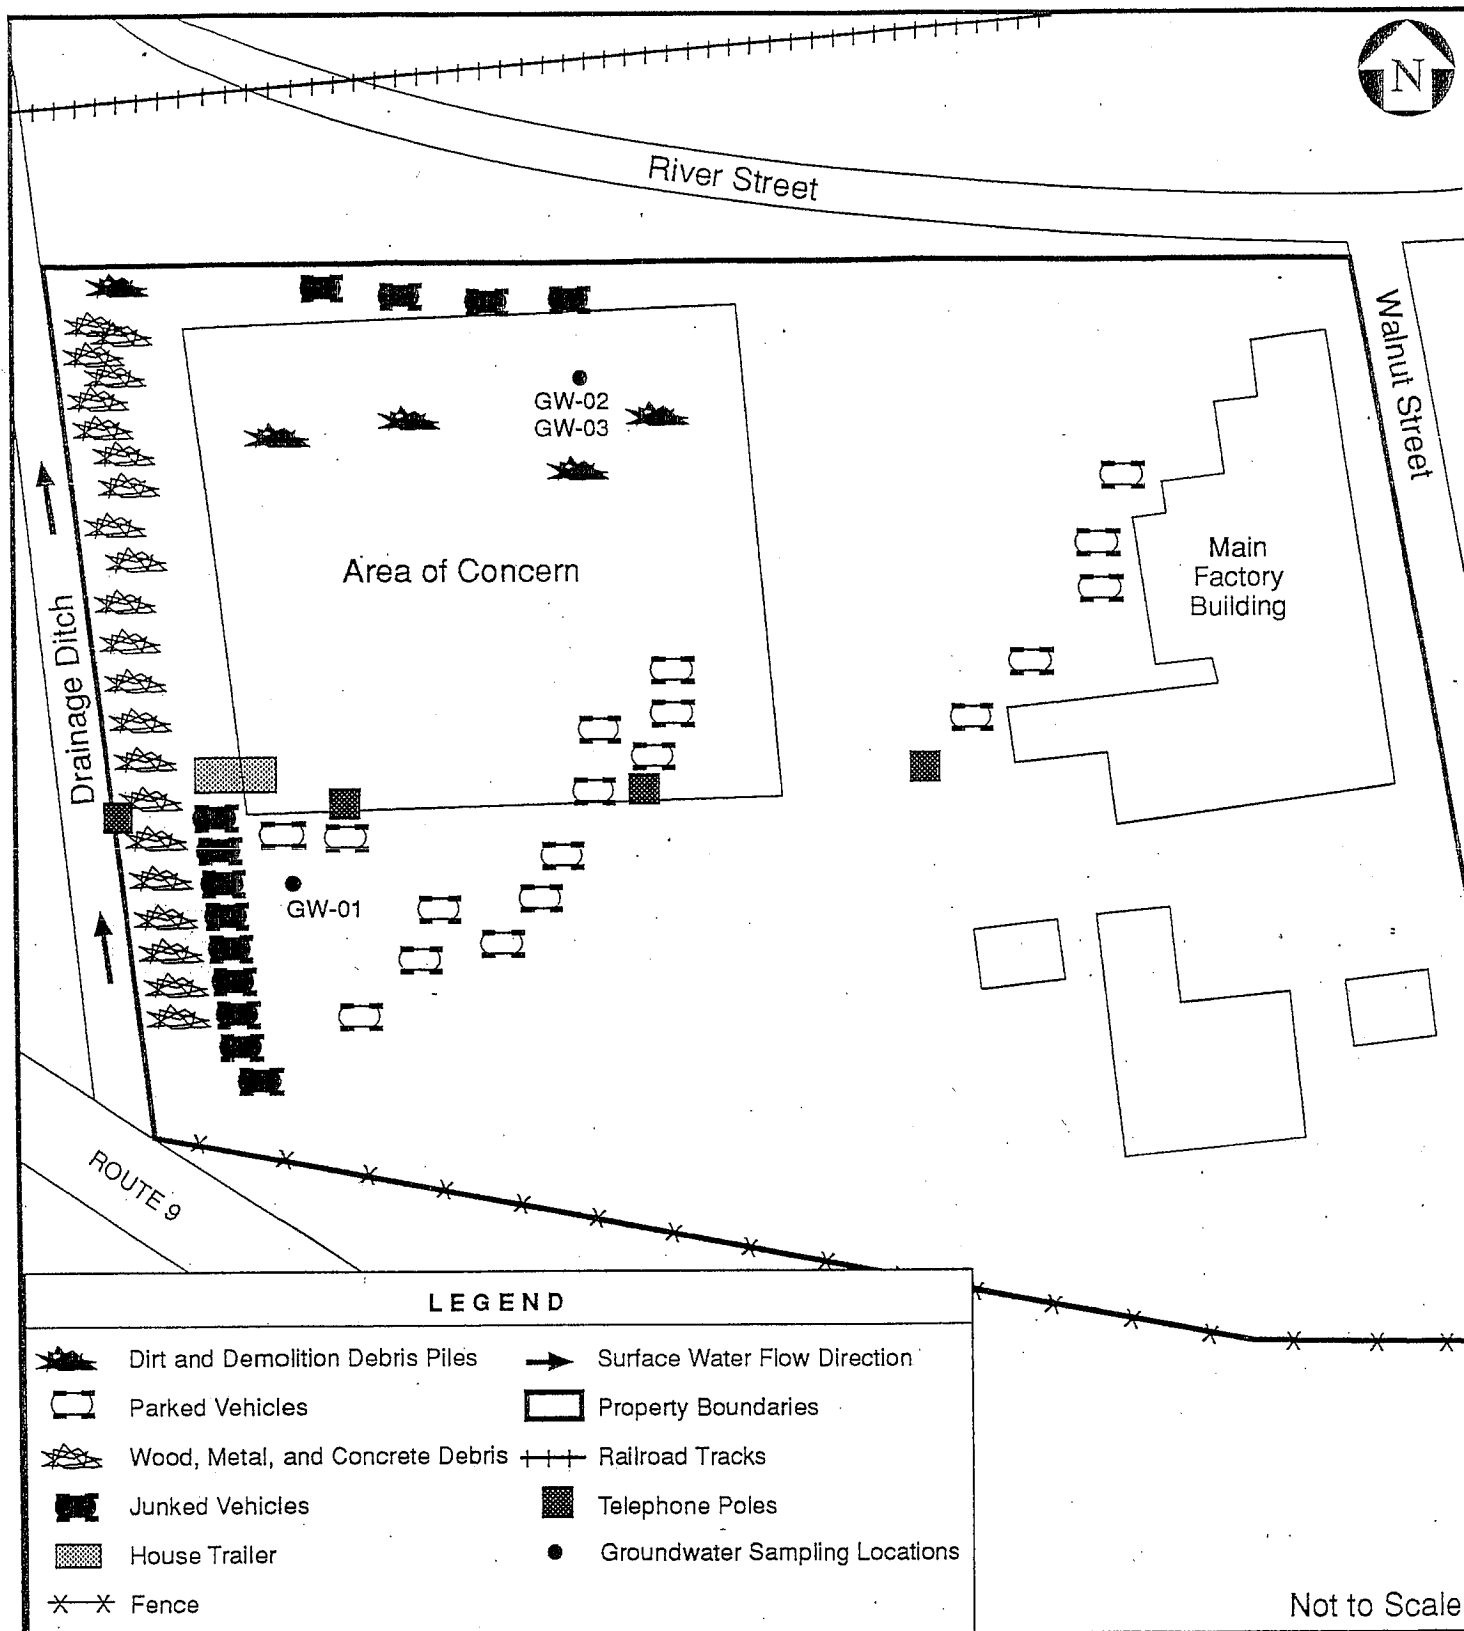 N
River Street
Walnut Street
GW-02
GW-03
Area of Concern
Main
Factory
Building
Drainage Ditch
GW-01
ROUTE 9
LEGEND
Dirt and Demolition Debris Piles
Surface Water Flow Direction
Parked Vehicles
Property Boundaries
Wood, Metal, and Concrete Debris
Railroad Tracks
Junked Vehicles
Telephone Poles
House Trailer
Groundwater Sampling Locations
Fence
Not to Scale